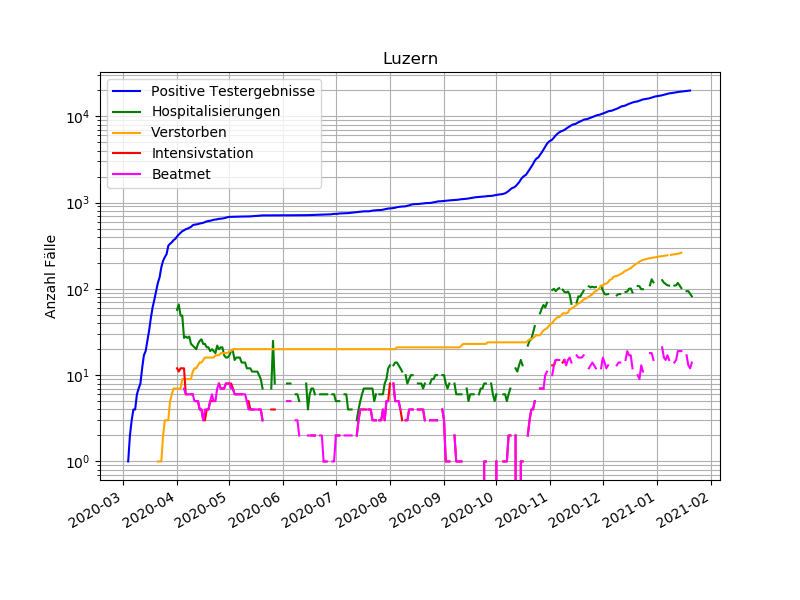 Luzern
Positive Testergebnisse
Hospitalisierungen
Verstorben
Intensivstation
Beatmet
Anzahl Fälle
10⁴
10³
10²
10¹
10⁰
2020-03
2020-04
2020-05
2020-06
2020-07
2020-08
2020-09
2020-10
2020-11
2020-12
2021-01
2021-02